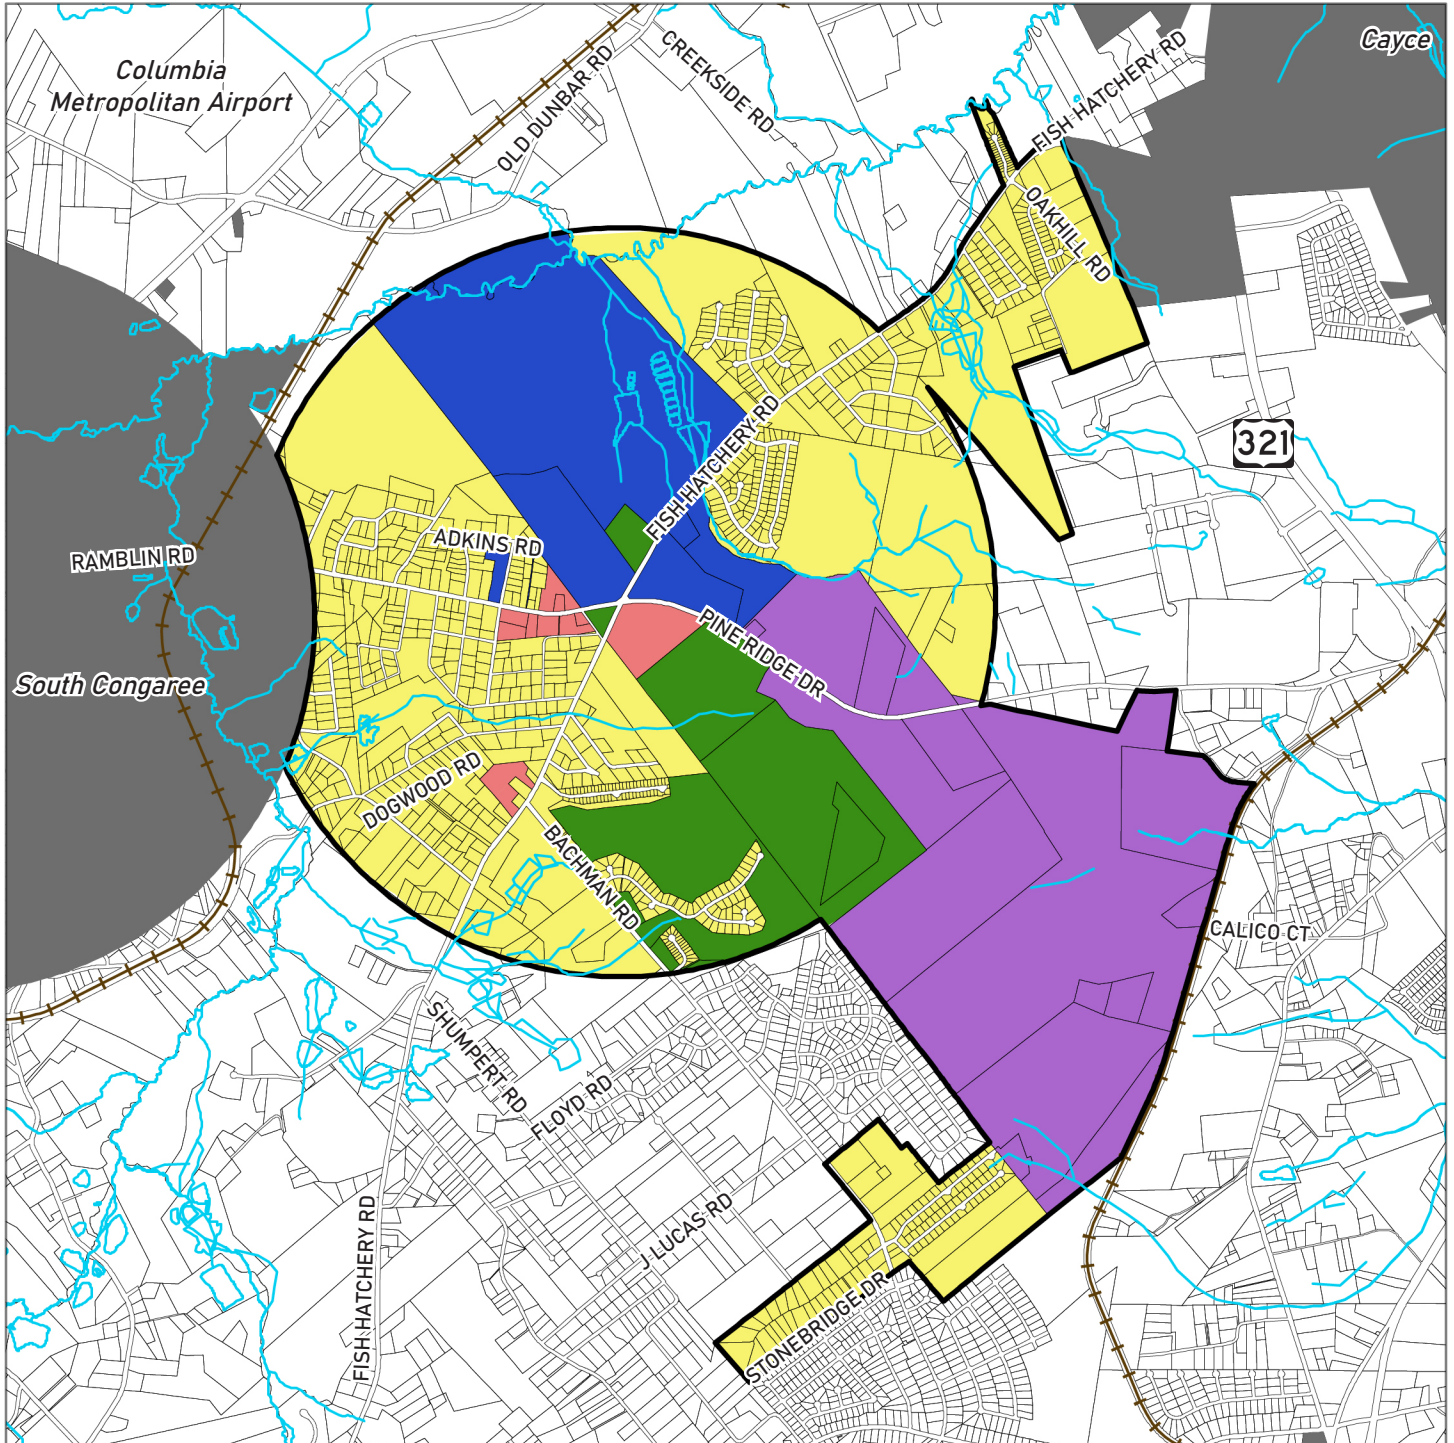 Cayce
Columbia
Metropolitan Airport
CREEKSIDE RD
OLD DUNBAR RD
FISH HATCHERY RD
OAKHILL RD
321
FISH HATCHERY RD
ADKINS RD
RAMBLIN RD
PINE RIDGE DR
South Congaree
DOGWOOD RD
BACHMAN RD
CALICO CT
SHUMPERT RD
FLOYD RD
J LUCAS RD
FISH HATCHERY RD
STONEBRIDGE DR